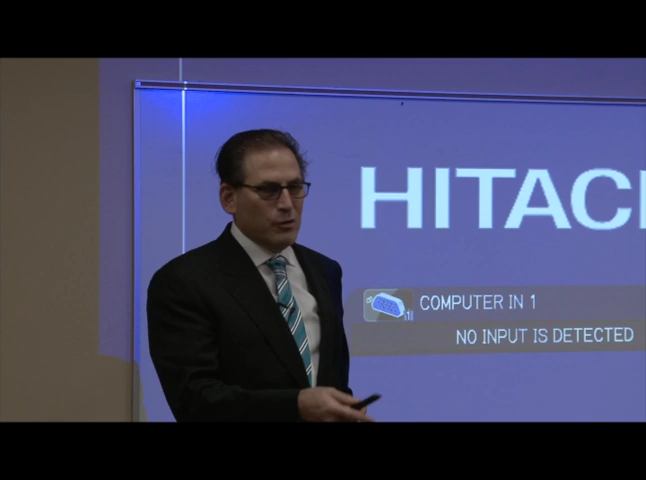 HITAC
COMPUTER IN 1
NO INPUT IS DETECTED